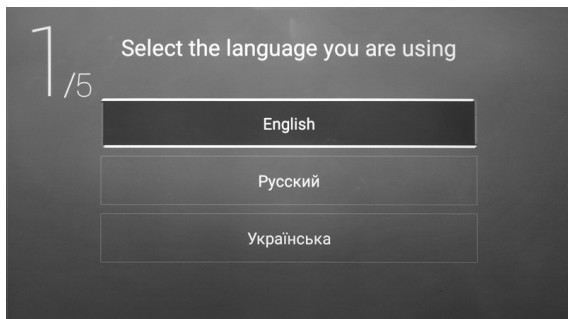 1/5
Select the language you are using
English
Русский
Українська